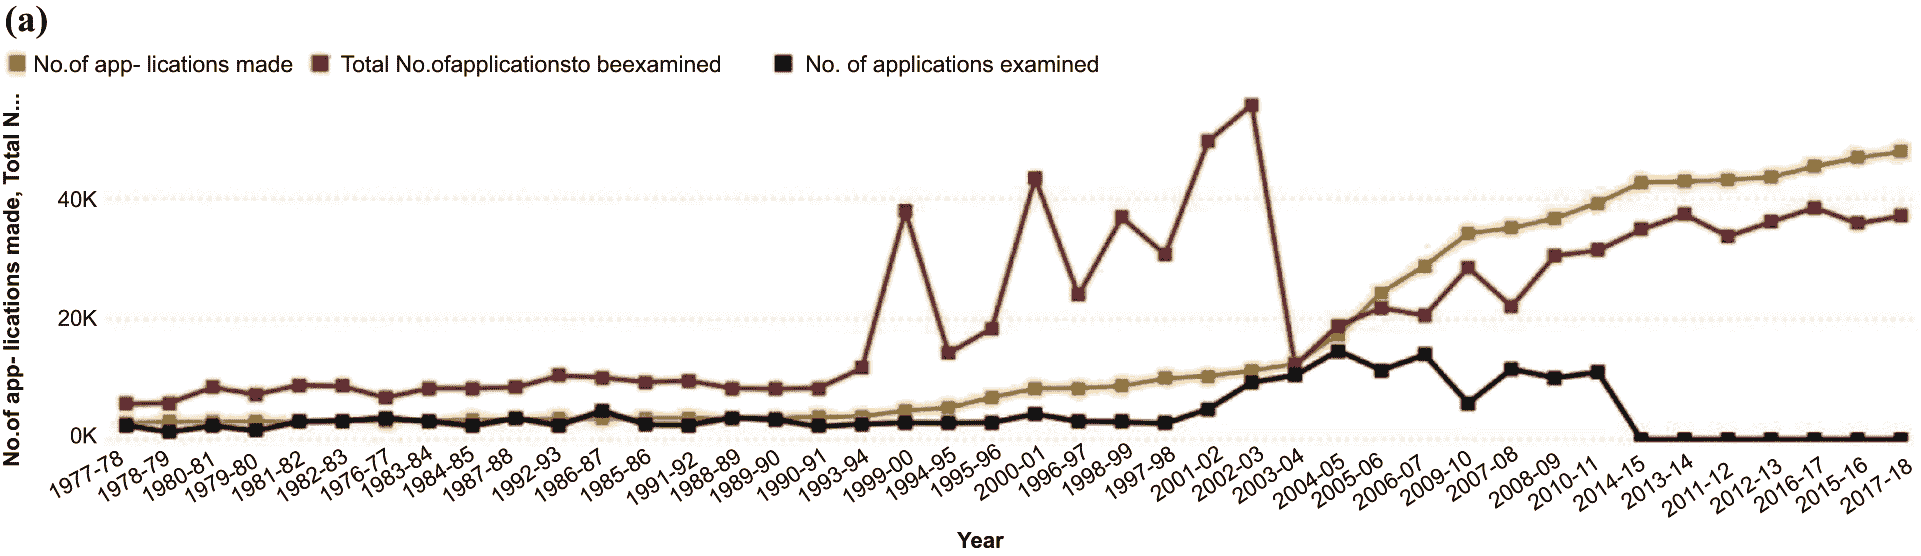 (a)
No.of app- lications made Total No.ofapplicationsto beexamined No. of applications examined
No.of app- lications made, Total N...
40K
20K
0K
1977-78 1978-79 1980-81 1979-80 1981-82 1982-83 1976-77 1983-84 1984-85 1987-88 1992-93 1986-87 1985-86 1991-92 1988-89 1989-90 1990-91 1993-94 1999-00 1994-95 1995-96 2000-01 1996-97 1998-99 1997-98 2001-02 2002-03 2003-04 2004-05 2005-06 2006-07 2009-10 2007-08 2008-09 2010-11 2014-15 2013-14 2011-12 2012-13 2016-17 2015-16 2017-18
Year